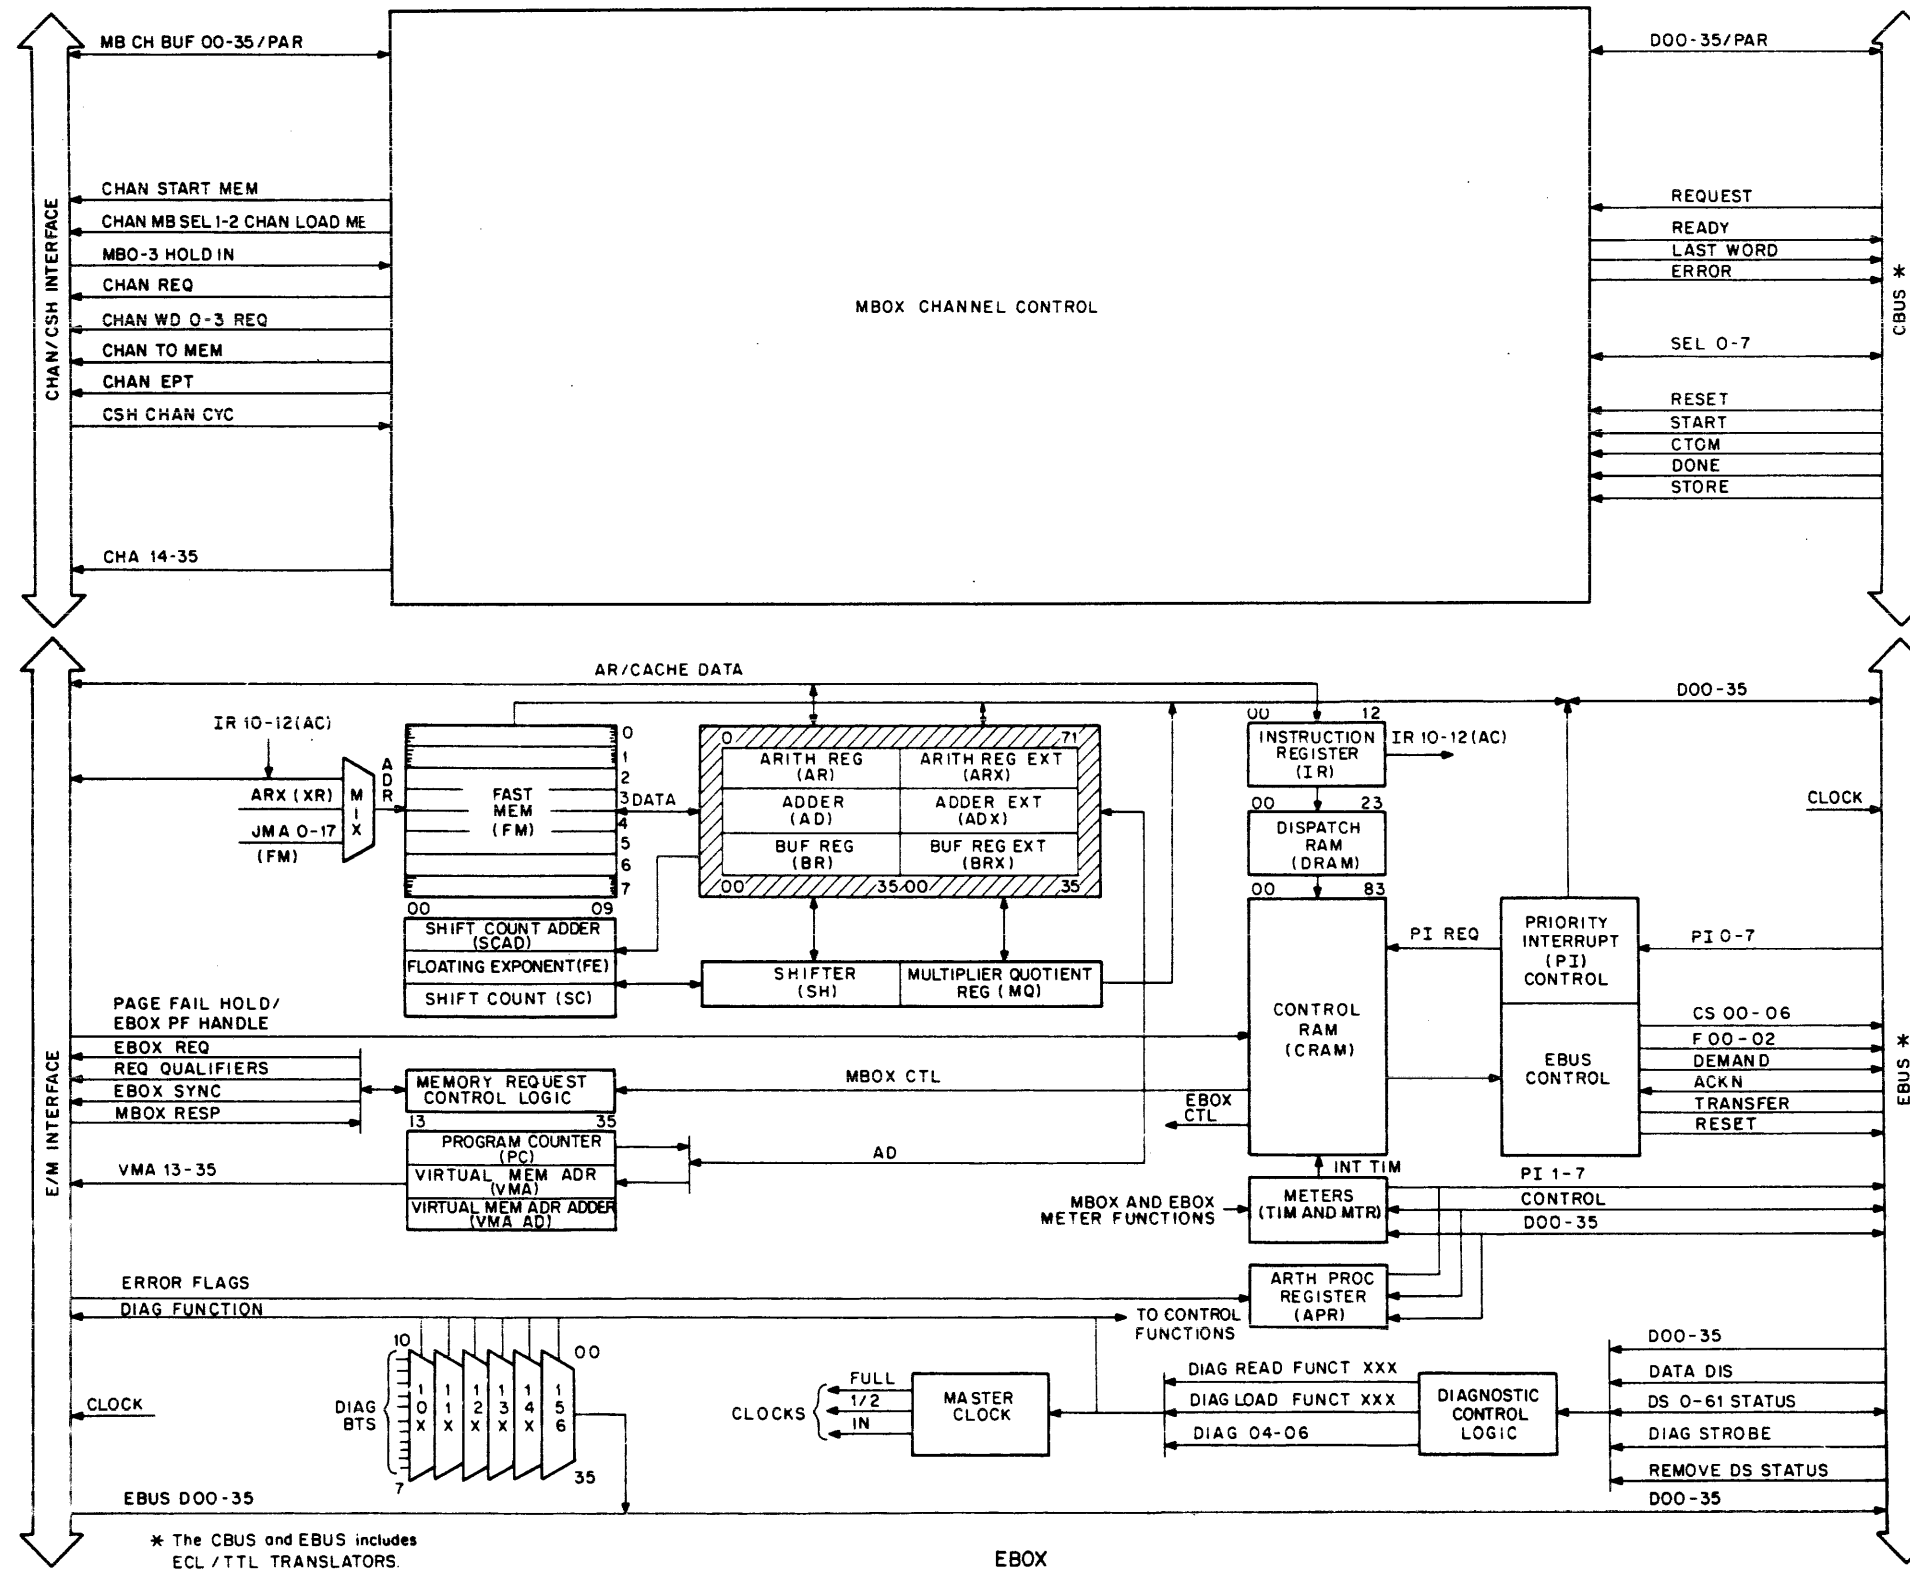 MB CH BUF 00-35/PAR
D00-35/PAR
CHAN START MEM
CHAN MB SEL 1-2 CHAN LOAD ME
MB0-3 HOLD IN
CHAN REQ
CHAN WD 0-3 REQ
CHAN TO MEM
CHAN EPT
CSH CHAN CYC
CHA 14-35
CHAN/CSH INTERFACE
MBOX CHANNEL CONTROL
REQUEST
READY
LAST WORD
ERROR
SEL 0-7
RESET
START
CTOM
DONE
STORE
CBUS *
AR/CACHE DATA
D00-35
IR 10-12(AC)
ARX (XR)
JMA 0-17
(FM)
MIX
ADR
FAST
MEM
(FM)
0
1
2
3
4
5
6
7
DATA
0
71
ARITH REG
(AR)
ARITH REG EXT
(ARX)
ADDER
(AD)
ADDER EXT
(ADX)
BUF REG
(BR)
BUF REG EXT
(BRX)
00
35 00
35
00
12
INSTRUCTION
REGISTER
(IR)
IR 10-12(AC)
00
23
DISPATCH
RAM
(DRAM)
00
83
CONTROL
RAM
(CRAM)
CLOCK
00
09
SHIFT COUNT ADDER
(SCAD)
FLOATING EXPONENT(FE)
SHIFT COUNT (SC)
SHIFTER
(SH)
MULTIPLIER QUOTIENT
REG (MQ)
PI REQ
PRIORITY
INTERRUPT
(PI)
CONTROL
PI 0-7
EBUS
CONTROL
CS 00-06
F 00-02
DEMAND
ACKN
TRANSFER
RESET
EBUS *
E/M INTERFACE
PAGE FAIL HOLD/
EBOX PF HANDLE
EBOX REQ
REQ QUALIFIERS
EBOX SYNC
MBOX RESP
MEMORY REQUEST
CONTROL LOGIC
MBOX CTL
EBOX
CTL
13
35
PROGRAM COUNTER
(PC)
VIRTUAL MEM ADR
(VMA)
VIRTUAL MEM ADR ADDER
(VMA AD)
AD
VMA 13-35
INT TIM
MBOX AND EBOX
METER FUNCTIONS
METERS
(TIM AND MTR)
PI 1-7
CONTROL
D00-35
ERROR FLAGS
ARTH PROC
REGISTER
(APR)
DIAG FUNCTION
TO CONTROL
FUNCTIONS
10
00
DIAG
BTS
10X
11X
12X
13X
14X
156
7
35
CLOCK
CLOCKS
FULL
1/2
IN
MASTER
CLOCK
DIAG READ FUNCT XXX
DIAG LOAD FUNCT XXX
DIAG 04-06
DIAGNOSTIC
CONTROL
LOGIC
D00-35
DATA DIS
DS 0-61 STATUS
DIAG STROBE
REMOVE DS STATUS
D00-35
EBUS D00-35
* The CBUS and EBUS includes
ECL/TTL TRANSLATORS.
EBOX